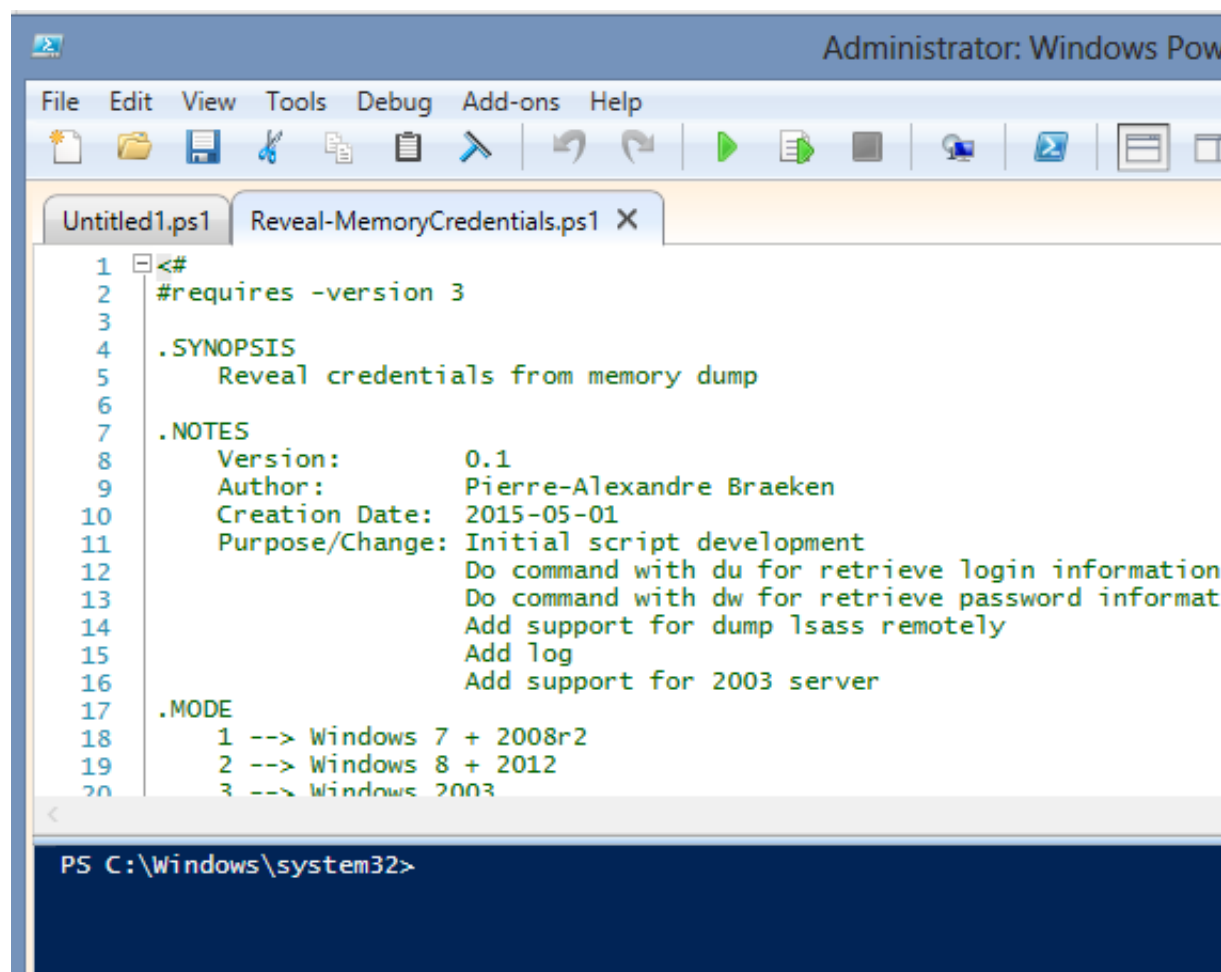 Administrator: Windows Pow
File Edit View Tools Debug Add-ons Help
Untitled1.ps1 Reveal-MemoryCredentials.ps1 X
1 <#
2 #requires -version 3
3
4 .SYNOPSIS
5 Reveal credentials from memory dump
6
7 .NOTES
8 Version: 0.1
9 Author: Pierre-Alexandre Braeken
10 Creation Date: 2015-05-01
11 Purpose/Change: Initial script development
12 Do command with du for retrieve login information
13 Do command with dw for retrieve password informat
14 Add support for dump lsass remotely
15 Add log
16 Add support for 2003 server
17 .MODE
18 1 --> Windows 7 + 2008r2
19 2 --> Windows 8 + 2012
20 3 --> Windows 2003
PS C:\Windows\system32>